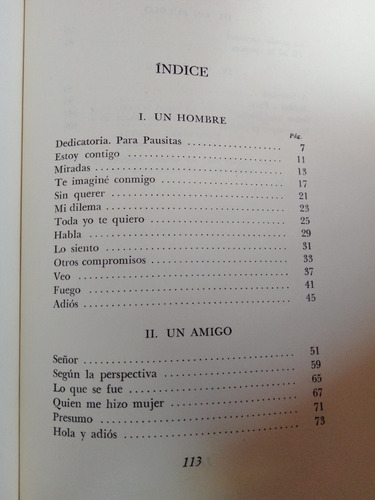 ÍNDICE
I. UN HOMBRE
Pág.
Dedicatoria. Para Pausitas . . . . . . . . . . . . . . . . . 7
Estoy contigo . . . . . . . . . . . . . . . . . 11
Miradas . . . . . . . . . . . . . . . . . 13
Te imaginé conmigo . . . . . . . . . . . . . . . . . 17
Sin querer . . . . . . . . . . . . . . . . . 21
Mi dilema . . . . . . . . . . . . . . . . . 23
Toda yo te quiero . . . . . . . . . . . . . . . . . 25
Habla . . . . . . . . . . . . . . . . . 29
Lo siento . . . . . . . . . . . . . . . . . 31
Otros compromisos . . . . . . . . . . . . . . . . . 33
Veo . . . . . . . . . . . . . . . . . 37
Fuego . . . . . . . . . . . . . . . . . 41
Adiós . . . . . . . . . . . . . . . . . 45
II. UN AMIGO
Señor . . . . . . . . . . . . . . . . . 51
Según la perspectiva . . . . . . . . . . . . . . . . . 59
Lo que se fue . . . . . . . . . . . . . . . . . 65
Quien me hizo mujer . . . . . . . . . . . . . . . . . 67
Presumo . . . . . . . . . . . . . . . . . 71
Hola y adiós . . . . . . . . . . . . . . . . . 73
113